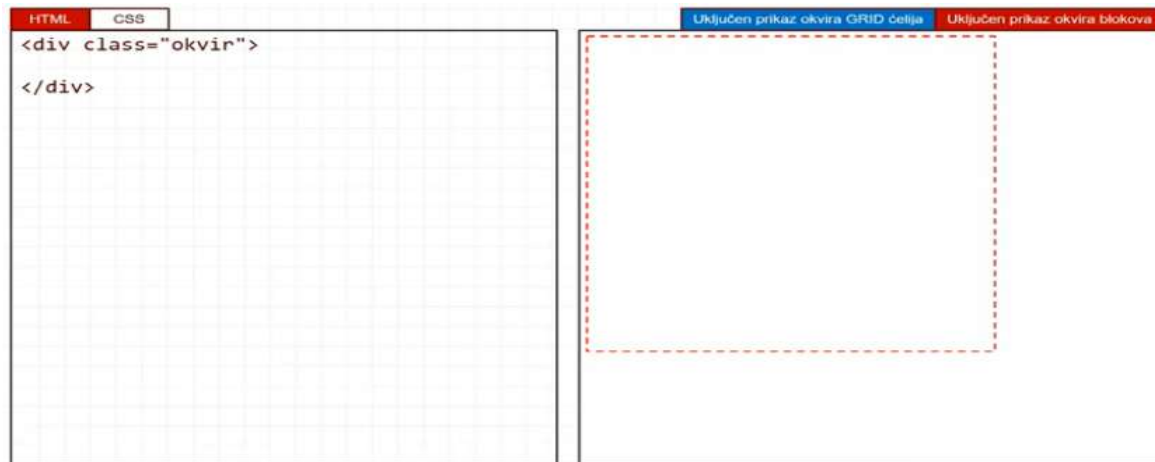 HTML CSS
Uključen prikaz okvira GRID ćelija Uključen prikaz okvira blokova
<div class="okvir">
</div>